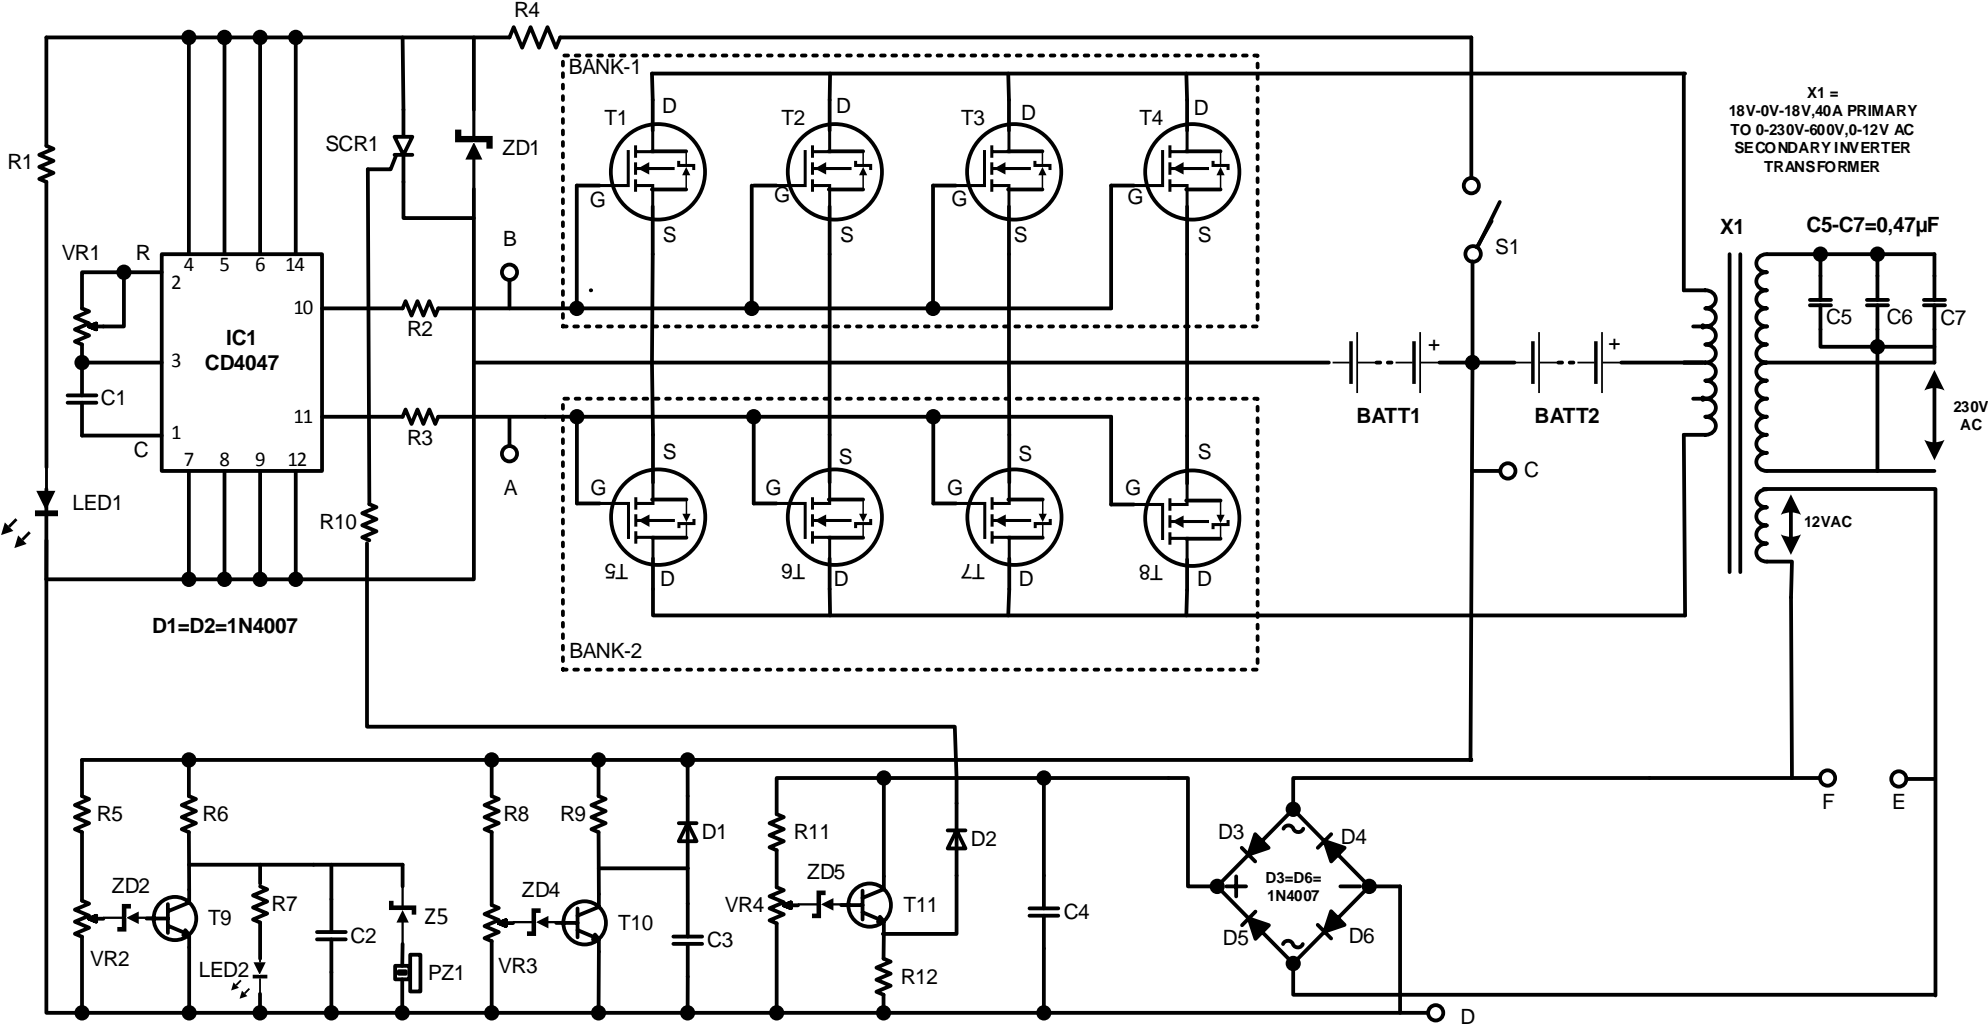 R4
BANK-1
T1
D
G
S
T2
D
G
S
T3
D
G
S
T4
D
G
S
X1 =
18V-0V-18V,40A PRIMARY
TO 0-230V-600V,0-12V AC
SECONDARY INVERTER
TRANSFORMER
R1
SCR1
ZD1
VR1
R
2
4
5
6
14
10
IC1
CD4047
3
11
1
C
7
8
9
12
C1
R2
B
R3
A
S1
X1
C5-C7=0,47µF
C5
C6
C7
+
+
BATT1
BATT2
230V
AC
C
12VAC
LED1
R10
S
G
T5
D
S
G
T6
D
S
G
T7
D
S
G
T8
D
BANK-2
D1=D2=1N4007
R5
R6
R8
R9
D1
R11
D2
F
E
D3
D4
D3=D6=
1N4007
D5
D6
ZD2
T9
R7
VR2
LED2
C2
Z5
PZ1
ZD4
T10
VR3
C3
ZD5
VR4
T11
R12
C4
D